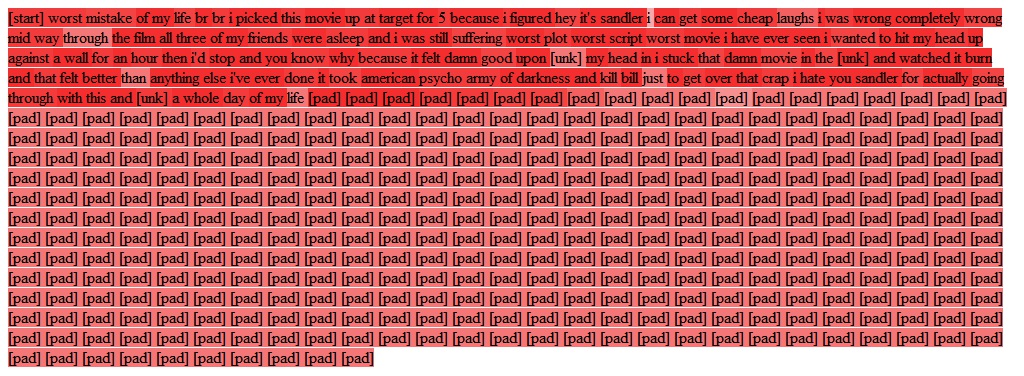 [start] worst mistake of my life br br i picked this movie up at target for 5 because i figured hey it's sandler i can get some cheap laughs i was wrong completely wrong
mid way through the film all three of my friends were asleep and i was still suffering worst plot worst script worst movie i have ever seen i wanted to hit my head up
against a wall for an hour then i'd stop and you know why because it felt damn good upon [unk] my head in i stuck that damn movie in the [unk] and watched it burn
and that felt better than anything else i've ever done it took american psycho army of darkness and kill bill just to get over that crap i hate you sandler for actually going
through with this and [unk] a whole day of my life [pad] [pad] [pad] [pad] [pad] [pad] [pad] [pad] [pad] [pad] [pad] [pad] [pad] [pad] [pad] [pad] [pad] [pad] [pad]
[pad] [pad] [pad] [pad] [pad] [pad] [pad] [pad] [pad] [pad] [pad] [pad] [pad] [pad] [pad] [pad] [pad] [pad] [pad] [pad] [pad] [pad] [pad] [pad] [pad] [pad] [pad]
[pad] [pad] [pad] [pad] [pad] [pad] [pad] [pad] [pad] [pad] [pad] [pad] [pad] [pad] [pad] [pad] [pad] [pad] [pad] [pad] [pad] [pad] [pad] [pad] [pad] [pad] [pad]
[pad] [pad] [pad] [pad] [pad] [pad] [pad] [pad] [pad] [pad] [pad] [pad] [pad] [pad] [pad] [pad] [pad] [pad] [pad] [pad] [pad] [pad] [pad] [pad] [pad] [pad] [pad]
[pad] [pad] [pad] [pad] [pad] [pad] [pad] [pad] [pad] [pad] [pad] [pad] [pad] [pad] [pad] [pad] [pad] [pad] [pad] [pad] [pad] [pad] [pad] [pad] [pad] [pad] [pad]
[pad] [pad] [pad] [pad] [pad] [pad] [pad] [pad] [pad] [pad] [pad] [pad] [pad] [pad] [pad] [pad] [pad] [pad] [pad] [pad] [pad] [pad] [pad] [pad] [pad] [pad] [pad]
[pad] [pad] [pad] [pad] [pad] [pad] [pad] [pad] [pad] [pad] [pad] [pad] [pad] [pad] [pad] [pad] [pad] [pad] [pad] [pad] [pad] [pad] [pad] [pad] [pad] [pad] [pad]
[pad] [pad] [pad] [pad] [pad] [pad] [pad] [pad] [pad] [pad] [pad] [pad] [pad] [pad] [pad] [pad] [pad] [pad] [pad] [pad] [pad] [pad] [pad] [pad] [pad] [pad] [pad]
[pad] [pad] [pad] [pad] [pad] [pad] [pad] [pad] [pad] [pad] [pad] [pad] [pad] [pad] [pad] [pad] [pad] [pad] [pad] [pad] [pad] [pad] [pad] [pad] [pad] [pad] [pad]
[pad] [pad] [pad] [pad] [pad] [pad] [pad] [pad] [pad] [pad] [pad] [pad] [pad] [pad] [pad] [pad] [pad] [pad] [pad] [pad] [pad] [pad] [pad] [pad] [pad] [pad] [pad]
[pad] [pad] [pad] [pad] [pad] [pad] [pad] [pad] [pad] [pad] [pad] [pad] [pad] [pad] [pad] [pad] [pad] [pad] [pad] [pad] [pad] [pad] [pad] [pad] [pad] [pad] [pad]
[pad] [pad] [pad] [pad] [pad] [pad] [pad] [pad] [pad] [pad] [pad] [pad] [pad] [pad] [pad] [pad] [pad] [pad] [pad] [pad] [pad] [pad] [pad] [pad] [pad] [pad] [pad]
[pad] [pad] [pad] [pad] [pad] [pad] [pad] [pad] [pad] [pad] [pad] [pad] [pad] [pad] [pad] [pad] [pad] [pad] [pad] [pad] [pad] [pad] [pad] [pad] [pad] [pad] [pad]
[pad] [pad] [pad] [pad] [pad] [pad] [pad] [pad] [pad] [pad]